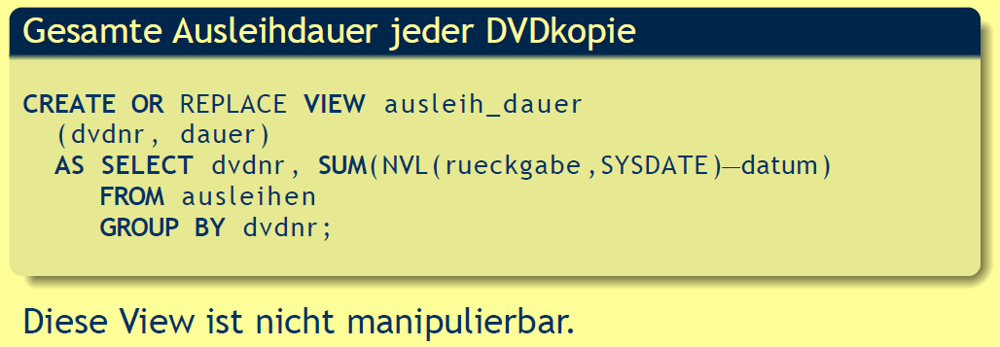 Gesamte Ausleihdauer jeder DVDkopie
CREATE OR REPLACE VIEW ausleih_dauer
(dvdnr, dauer)
AS SELECT dvdnr, SUM(NVL(rueckgabe,SYSDATE)—datum)
FROM ausleihen
GROUP BY dvdnr;
Diese View ist nicht manipulierbar.